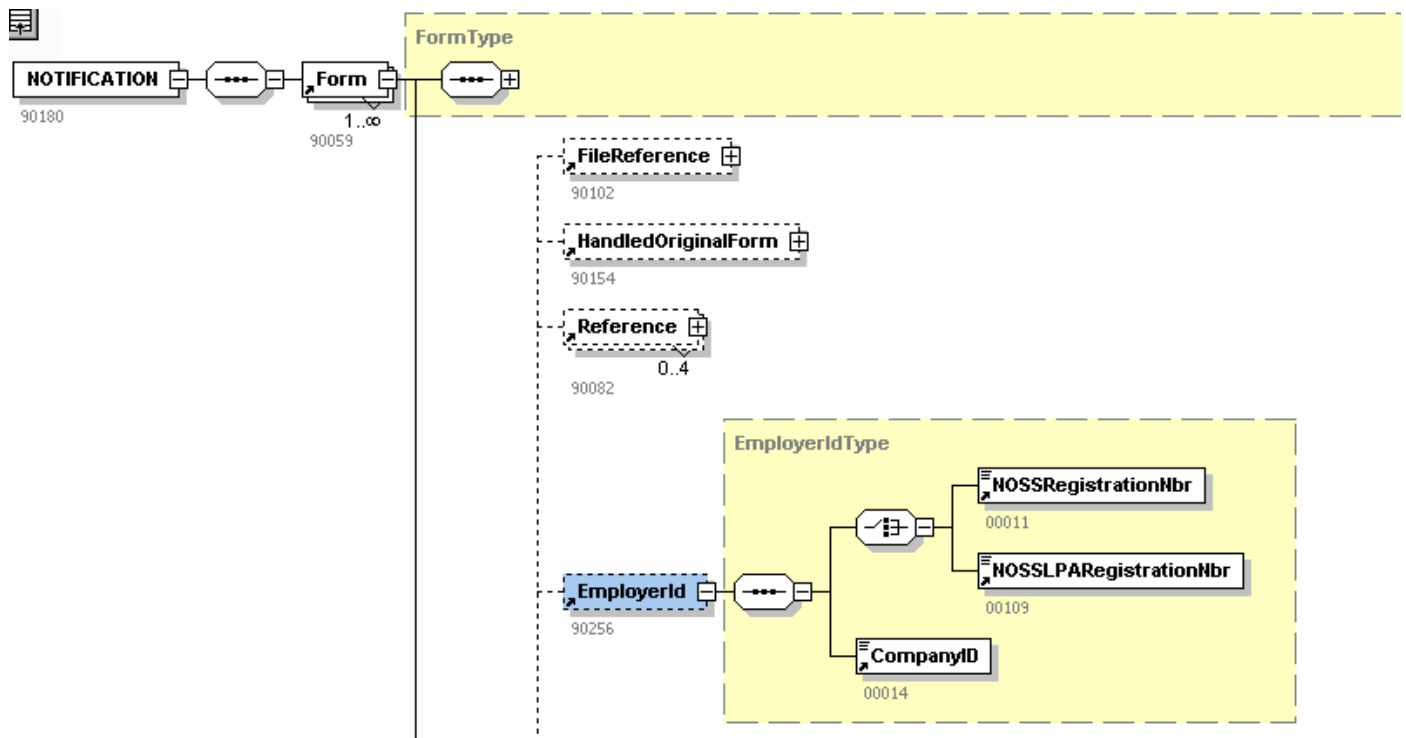 FormType
NOTIFICATION
Form
90180
1..∞
90059
FileReference
90102
HandledOriginalForm
90154
Reference
0..4
90082
EmployerIdType
NOSSRegistrationNbr
00011
NOSSLPARegistrationNbr
00109
EmployerId
90256
CompanyID
00014